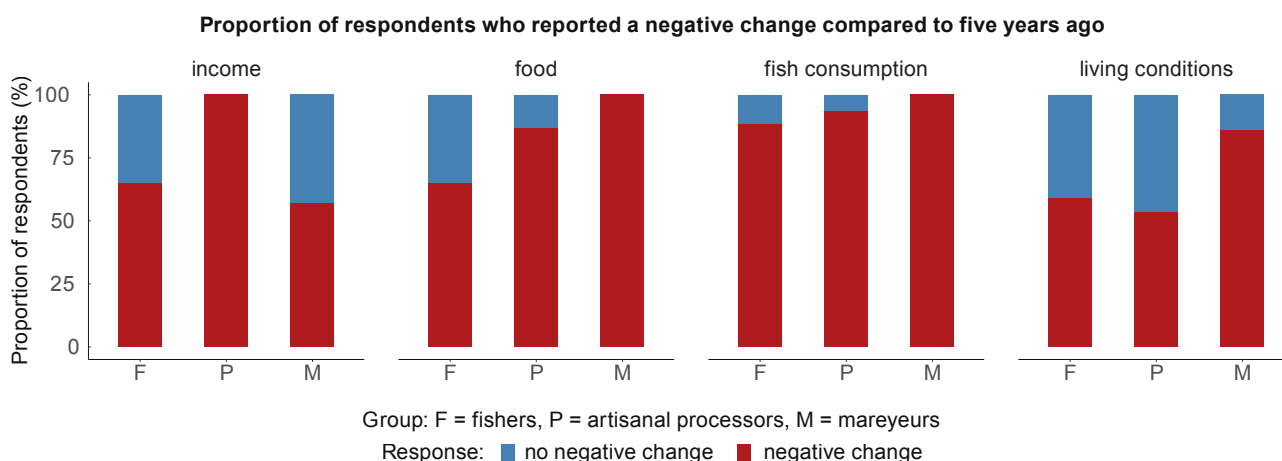 Proportion of respondents who reported a negative change compared to five years ago
income food fish consumption living conditions
Proportion of respondents (%)
100
75
50
25
0
F P M F P M F P M F P M
Group: F = fishers, P = artisanal processors, M = mareyeurs
Response: no negative change negative change